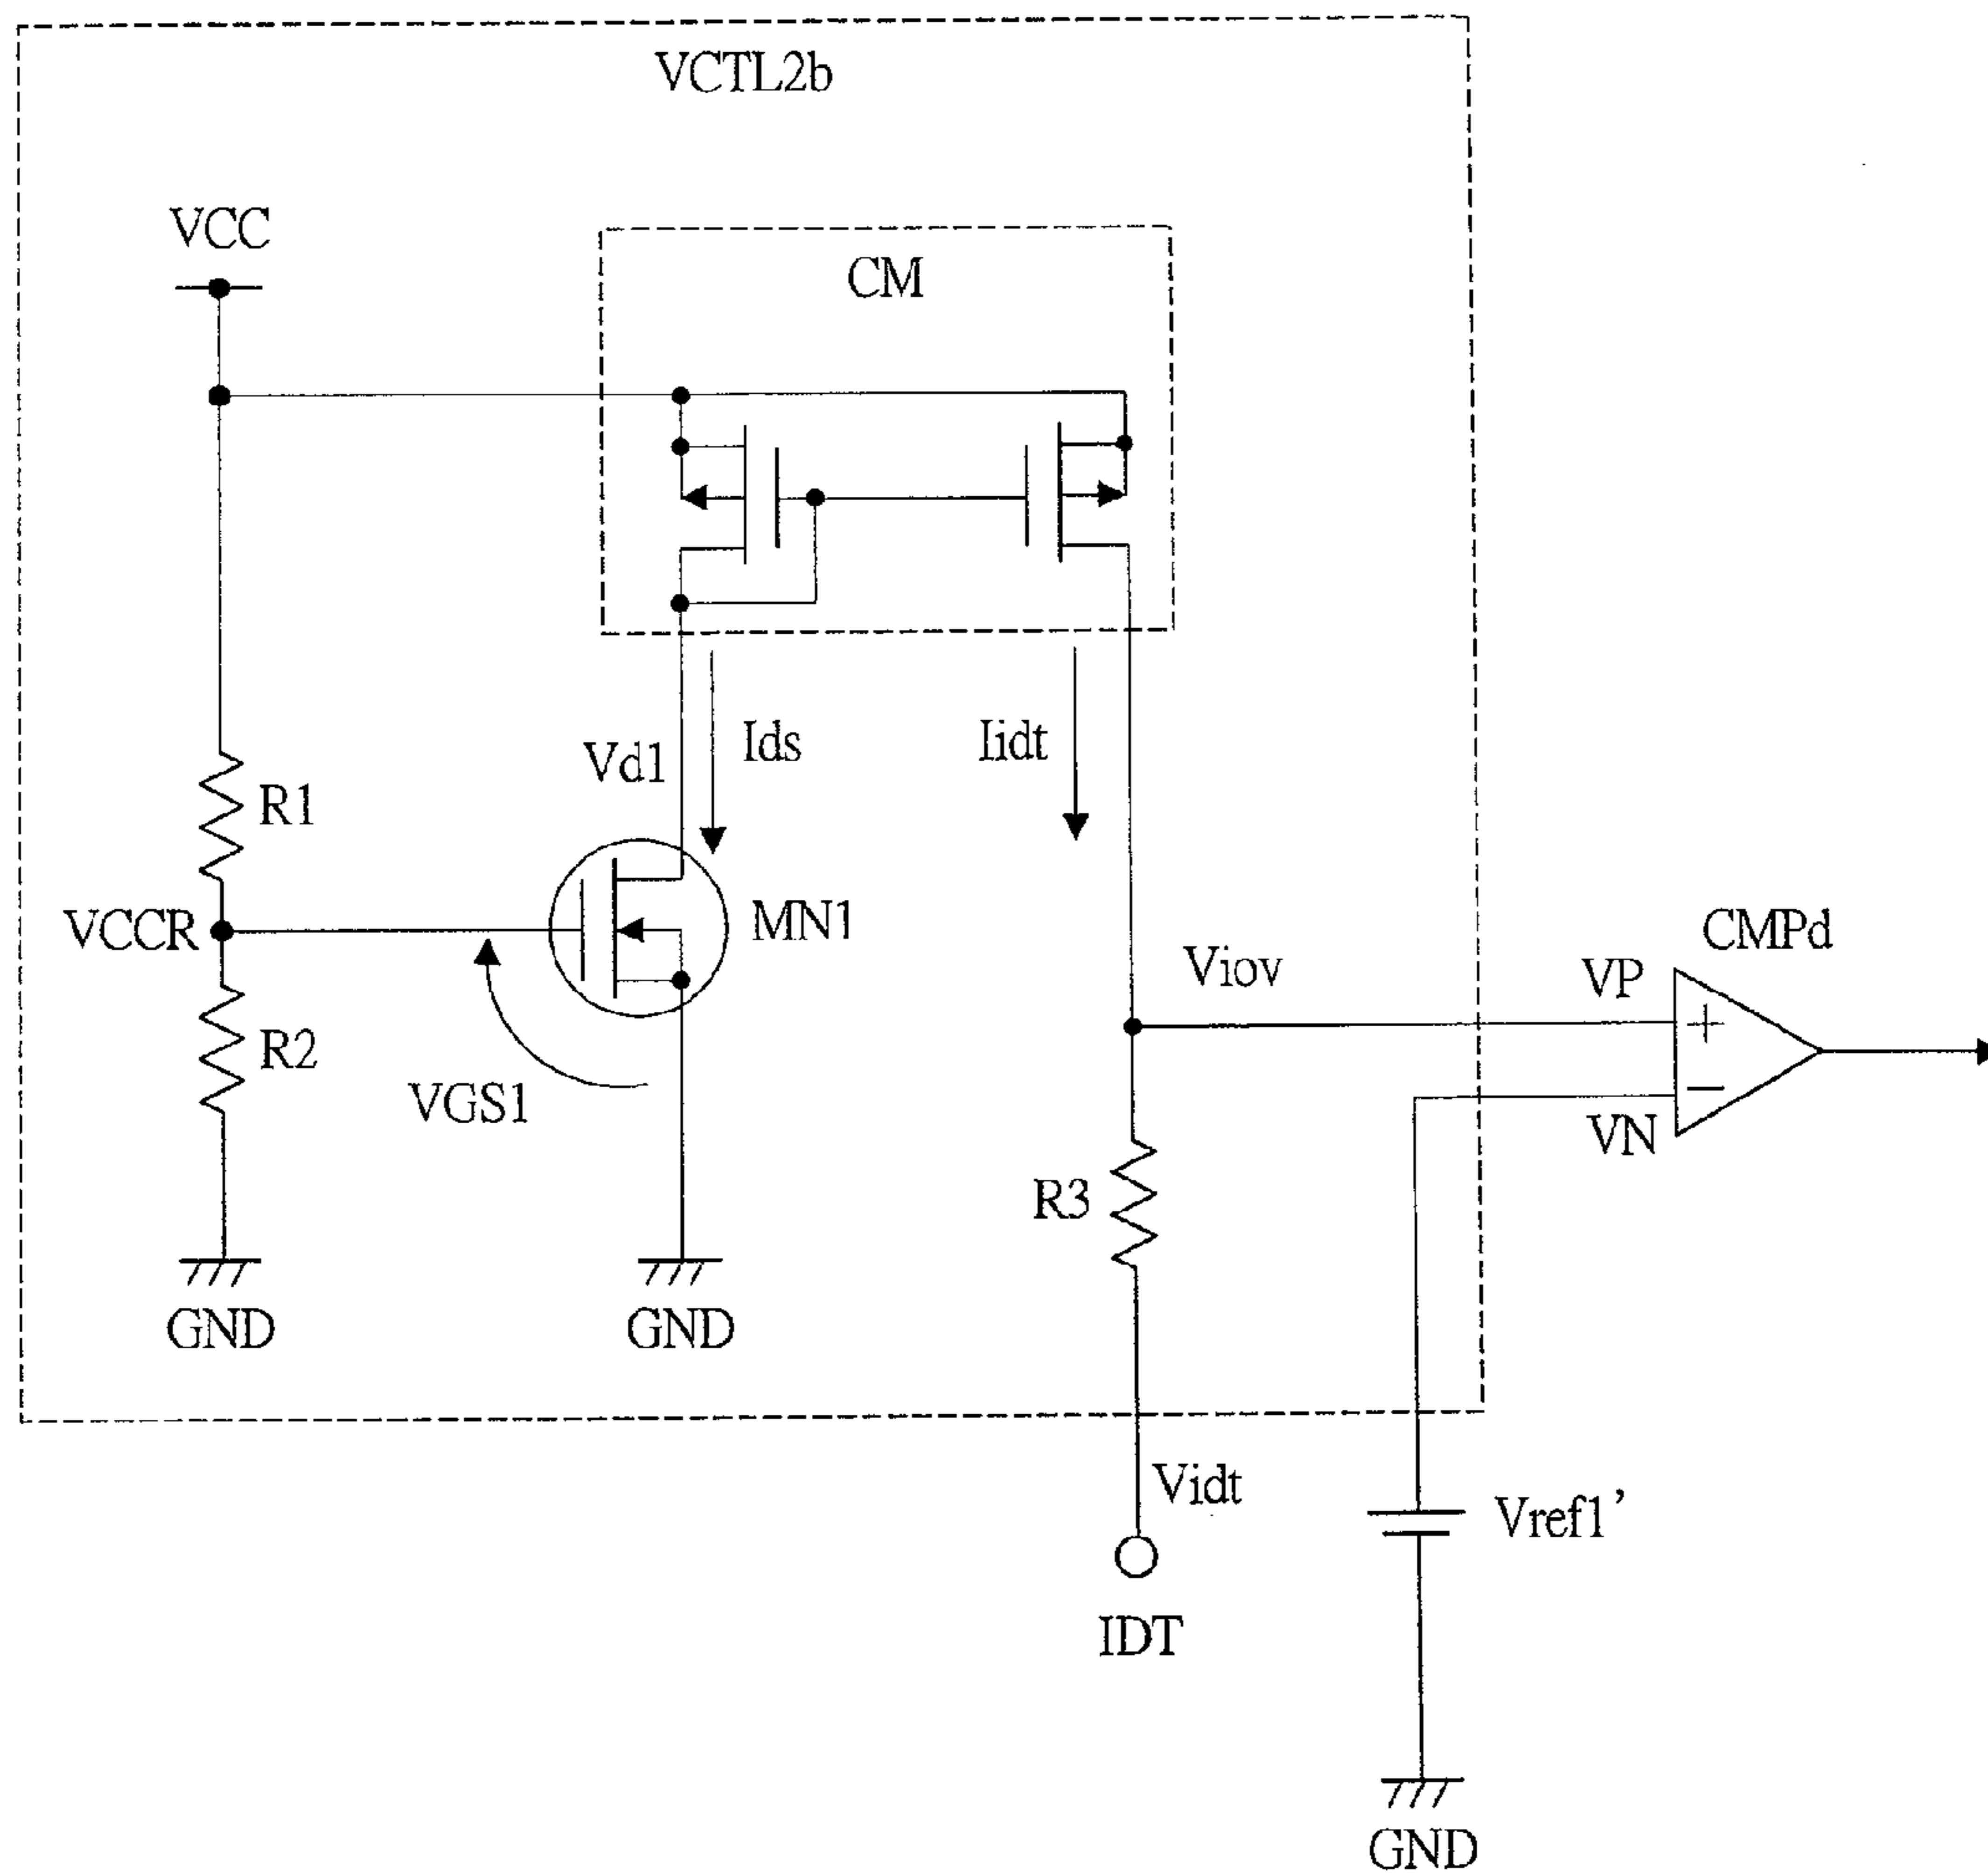 VCTL2b
VCC
CM
Vd1
Ids
Iidt
R1
VCCR
MN1
R2
VGS1
Viov
VP
CMPd
+
−
VN
R3
GND
GND
Vidt
Vref1’
IDT
GND